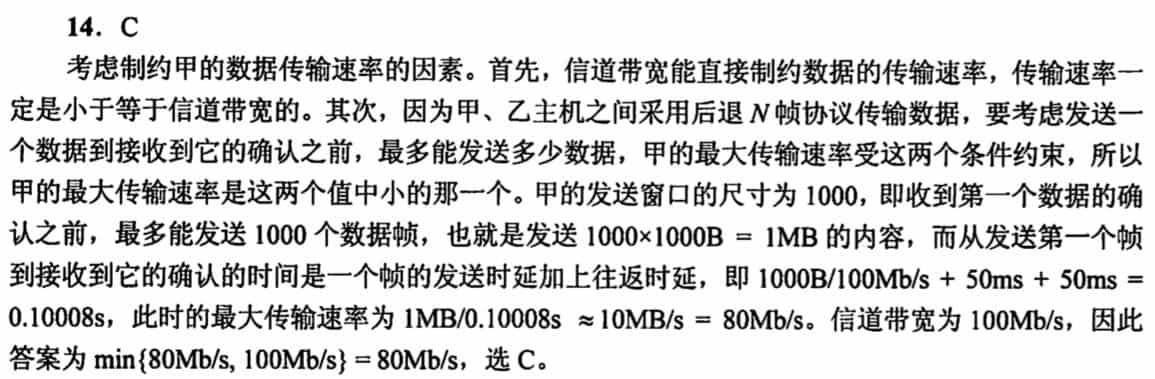 14. C
考虑制约甲的数据传输速率的因素。首先，信道带宽能直接制约数据的传输速率，传输速率一
定是小于等于信道带宽的。其次，因为甲、乙主机之间采用后退 N 帧协议传输数据，要考虑发送一
个数据到接收到它的确认之前，最多能发送多少数据，甲的最大传输速率受这两个条件约束，所以
甲的最大传输速率是这两个值中小的那一个。甲的发送窗口的尺寸为 1000，即收到第一个数据的确
认之前，最多能发送 1000 个数据帧，也就是发送 1000×1000B = 1MB 的内容，而从发送第一个帧
到接收到它的确认的时间是一个帧的发送时延加上往返时延，即 1000B/100Mb/s + 50ms + 50ms =
0.10008s，此时的最大传输速率为 1MB/0.10008s ≈10MB/s = 80Mb/s。信道带宽为 100Mb/s，因此
答案为 min{80Mb/s, 100Mb/s} = 80Mb/s，选 C。